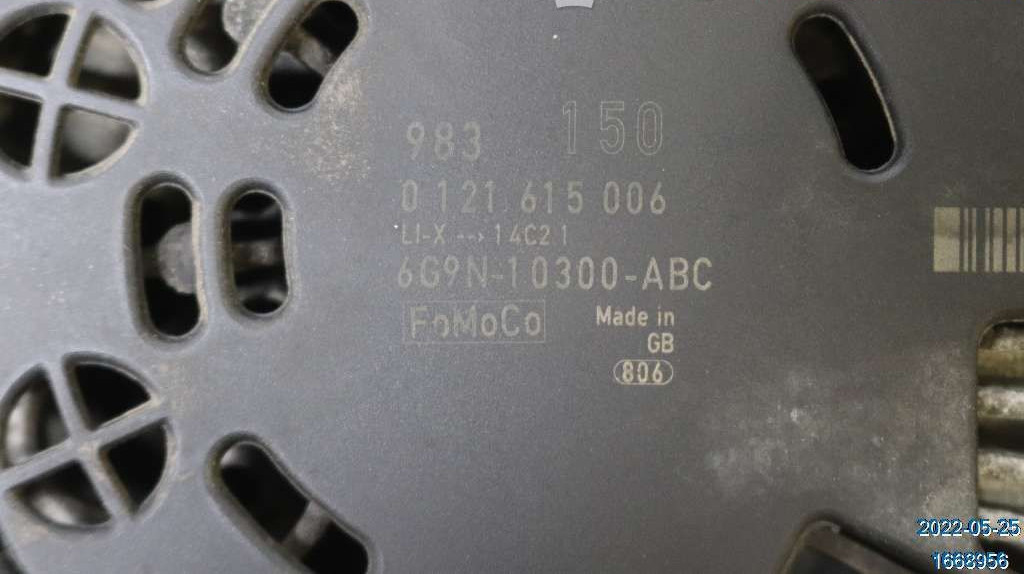 983 150
0 121 615 006
LI-X --> 14C21
6G9N-10300-ABC
FoMoCo
Made in
GB
806
2022-05-25
1668956